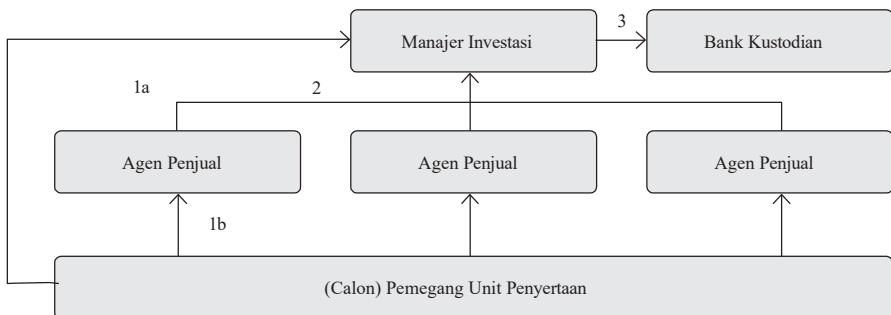 3
Manajer Investasi
Bank Kustodian
1a
2
Agen Penjual
Agen Penjual
Agen Penjual
1b
(Calon) Pemegang Unit Penyertaan